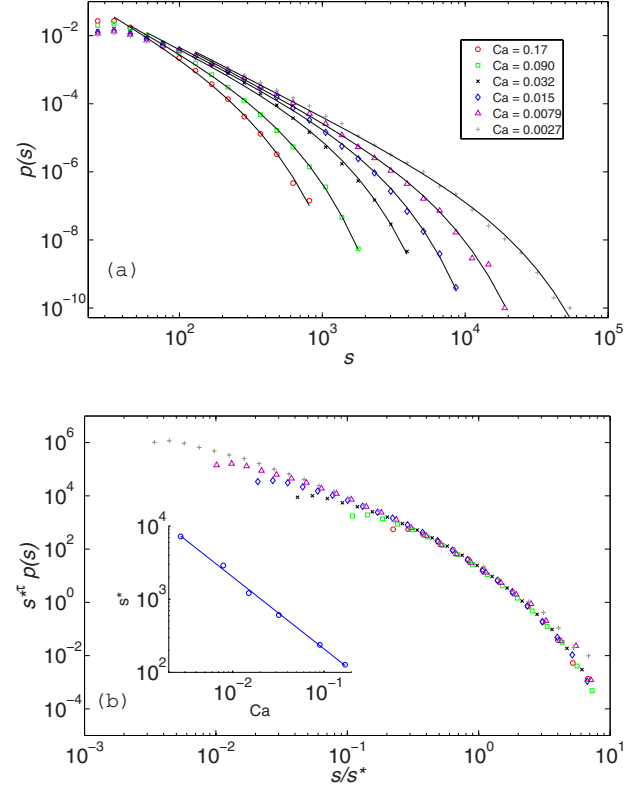 10^-2
10^-4
10^-6
10^-8
10^-10
p(s)
Ca = 0.17
Ca = 0.090
Ca = 0.032
Ca = 0.015
Ca = 0.0079
Ca = 0.0027
(a)
10^2
10^3
10^4
10^5
s
10^6
10^4
10^2
10^0
10^-2
10^-4
s*^τ p(s)
10^4
10^3
10^2
s*
10^-2
10^-1
Ca
(b)
10^-3
10^-2
10^-1
10^0
10^1
s/s*